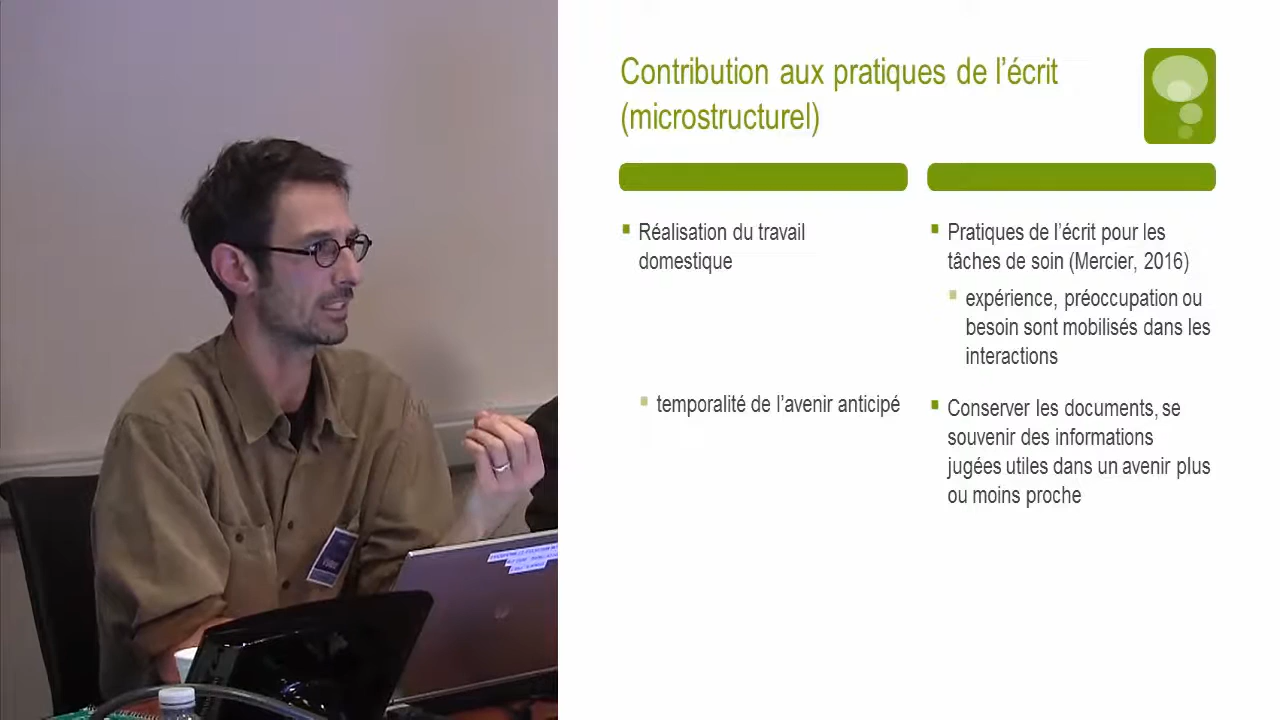 Contribution aux pratiques de l'écrit
(microstructurel)
Réalisation du travail
domestique
temporalité de l'avenir anticipé
Pratiques de l'écrit pour les
tâches de soin (Mercier, 2016)
expérience, préoccupation ou
besoin sont mobilisés dans les
interactions
Conserver les documents, se
souvenir des informations
jugées utiles dans un avenir plus
ou moins proche